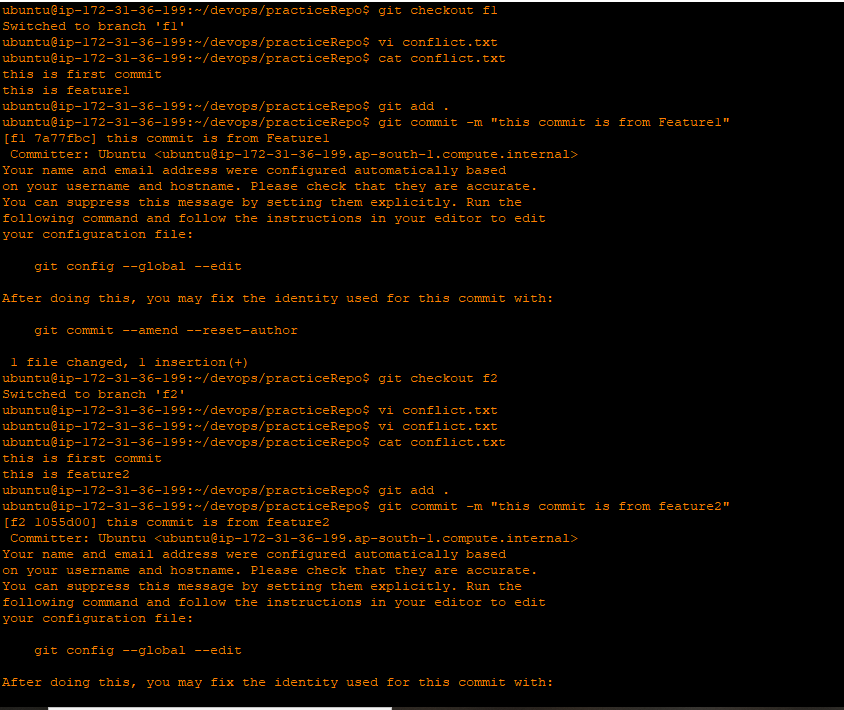 ubuntu@ip-172-31-36-199:~/devops/practiceRepo$ git checkout f1
Switched to branch 'f1'
ubuntu@ip-172-31-36-199:~/devops/practiceRepo$ vi conflict.txt
ubuntu@ip-172-31-36-199:~/devops/practiceRepo$ cat conflict.txt
this is first commit
this is feature1
ubuntu@ip-172-31-36-199:~/devops/practiceRepo$ git add .
ubuntu@ip-172-31-36-199:~/devops/practiceRepo$ git commit -m "this commit is from Feature1"
[f1 7a77fbc] this commit is from Feature1
 Committer: Ubuntu <ubuntu@ip-172-31-36-199.ap-south-1.compute.internal>
Your name and email address were configured automatically based
on your username and hostname. Please check that they are accurate.
You can suppress this message by setting them explicitly. Run the
following command and follow the instructions in your editor to edit
your configuration file:

    git config --global --edit

After doing this, you may fix the identity used for this commit with:

    git commit --amend --reset-author

 1 file changed, 1 insertion(+)
ubuntu@ip-172-31-36-199:~/devops/practiceRepo$ git checkout f2
Switched to branch 'f2'
ubuntu@ip-172-31-36-199:~/devops/practiceRepo$ vi conflict.txt
ubuntu@ip-172-31-36-199:~/devops/practiceRepo$ vi conflict.txt
ubuntu@ip-172-31-36-199:~/devops/practiceRepo$ cat conflict.txt
this is first commit
this is feature2
ubuntu@ip-172-31-36-199:~/devops/practiceRepo$ git add .
ubuntu@ip-172-31-36-199:~/devops/practiceRepo$ git commit -m "this commit is from feature2"
[f2 1055d00] this commit is from feature2
 Committer: Ubuntu <ubuntu@ip-172-31-36-199.ap-south-1.compute.internal>
Your name and email address were configured automatically based
on your username and hostname. Please check that they are accurate.
You can suppress this message by setting them explicitly. Run the
following command and follow the instructions in your editor to edit
your configuration file:

    git config --global --edit

After doing this, you may fix the identity used for this commit with: